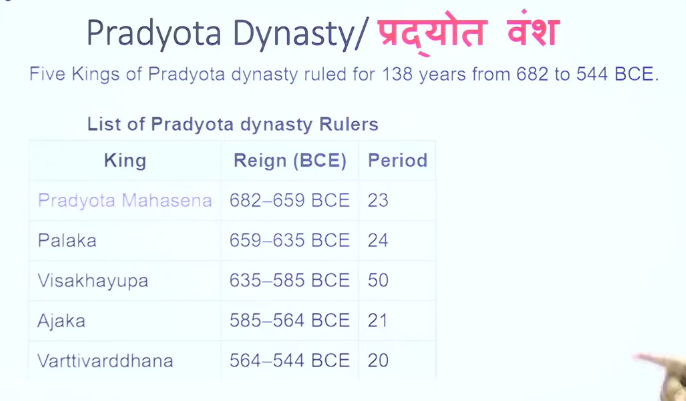 Pradyota Dynasty/ प्रद्योत वंश
Five Kings of Pradyota dynasty ruled for 138 years from 682 to 544 BCE.
List of Pradyota dynasty Rulers
King Reign (BCE) Period
Pradyota Mahasena 682–659 BCE 23
Palaka 659–635 BCE 24
Visakhayupa 635–585 BCE 50
Ajaka 585–564 BCE 21
Varttivarddhana 564–544 BCE 20